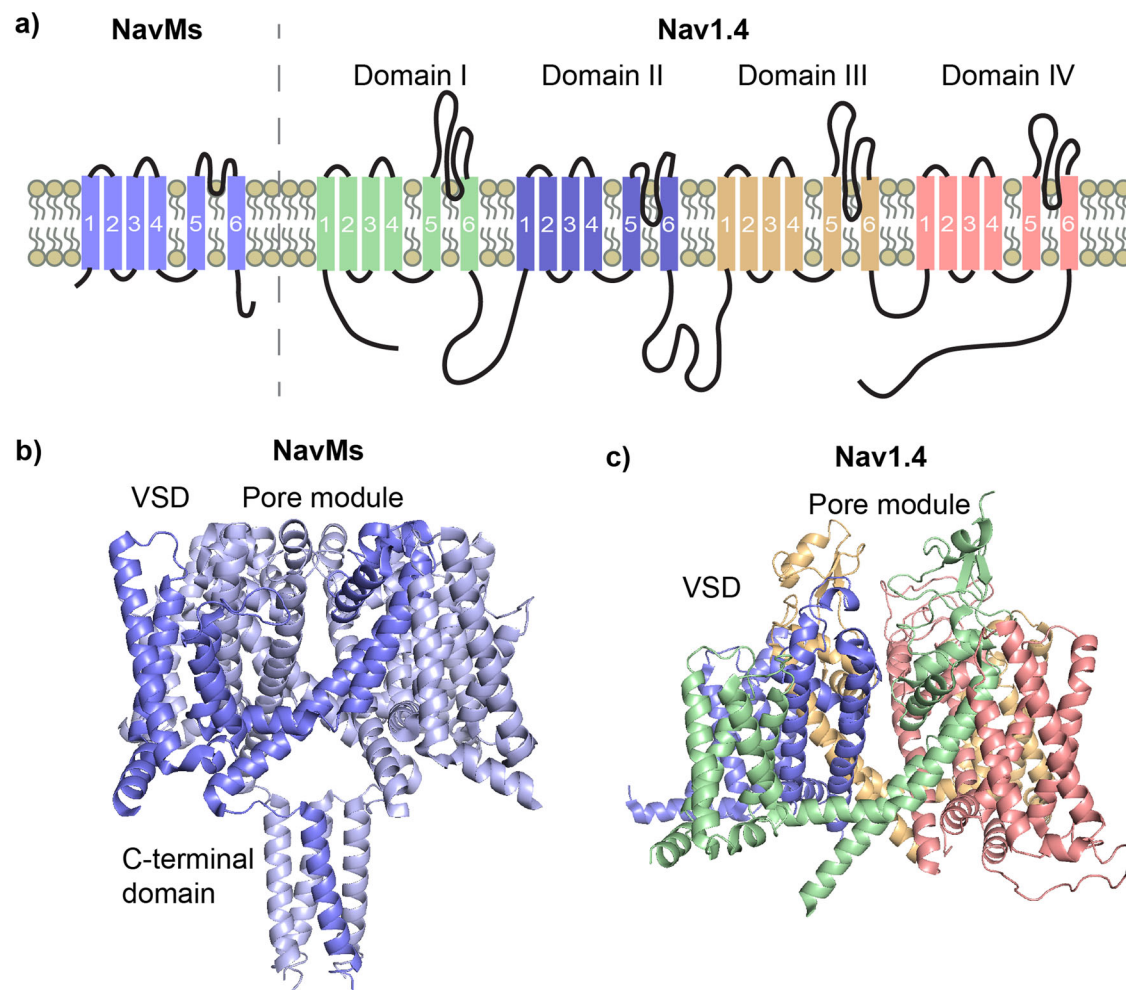 a)
NavMs
Nav1.4
Domain I
Domain II
Domain III
Domain IV
1 2 3 4 5 6
1 2 3 4 5 6
1 2 3 4 5 6
1 2 3 4 5 6
1 2 3 4 5 6
b)
NavMs
VSD
Pore module
C-terminal
domain
c)
Nav1.4
Pore module
VSD